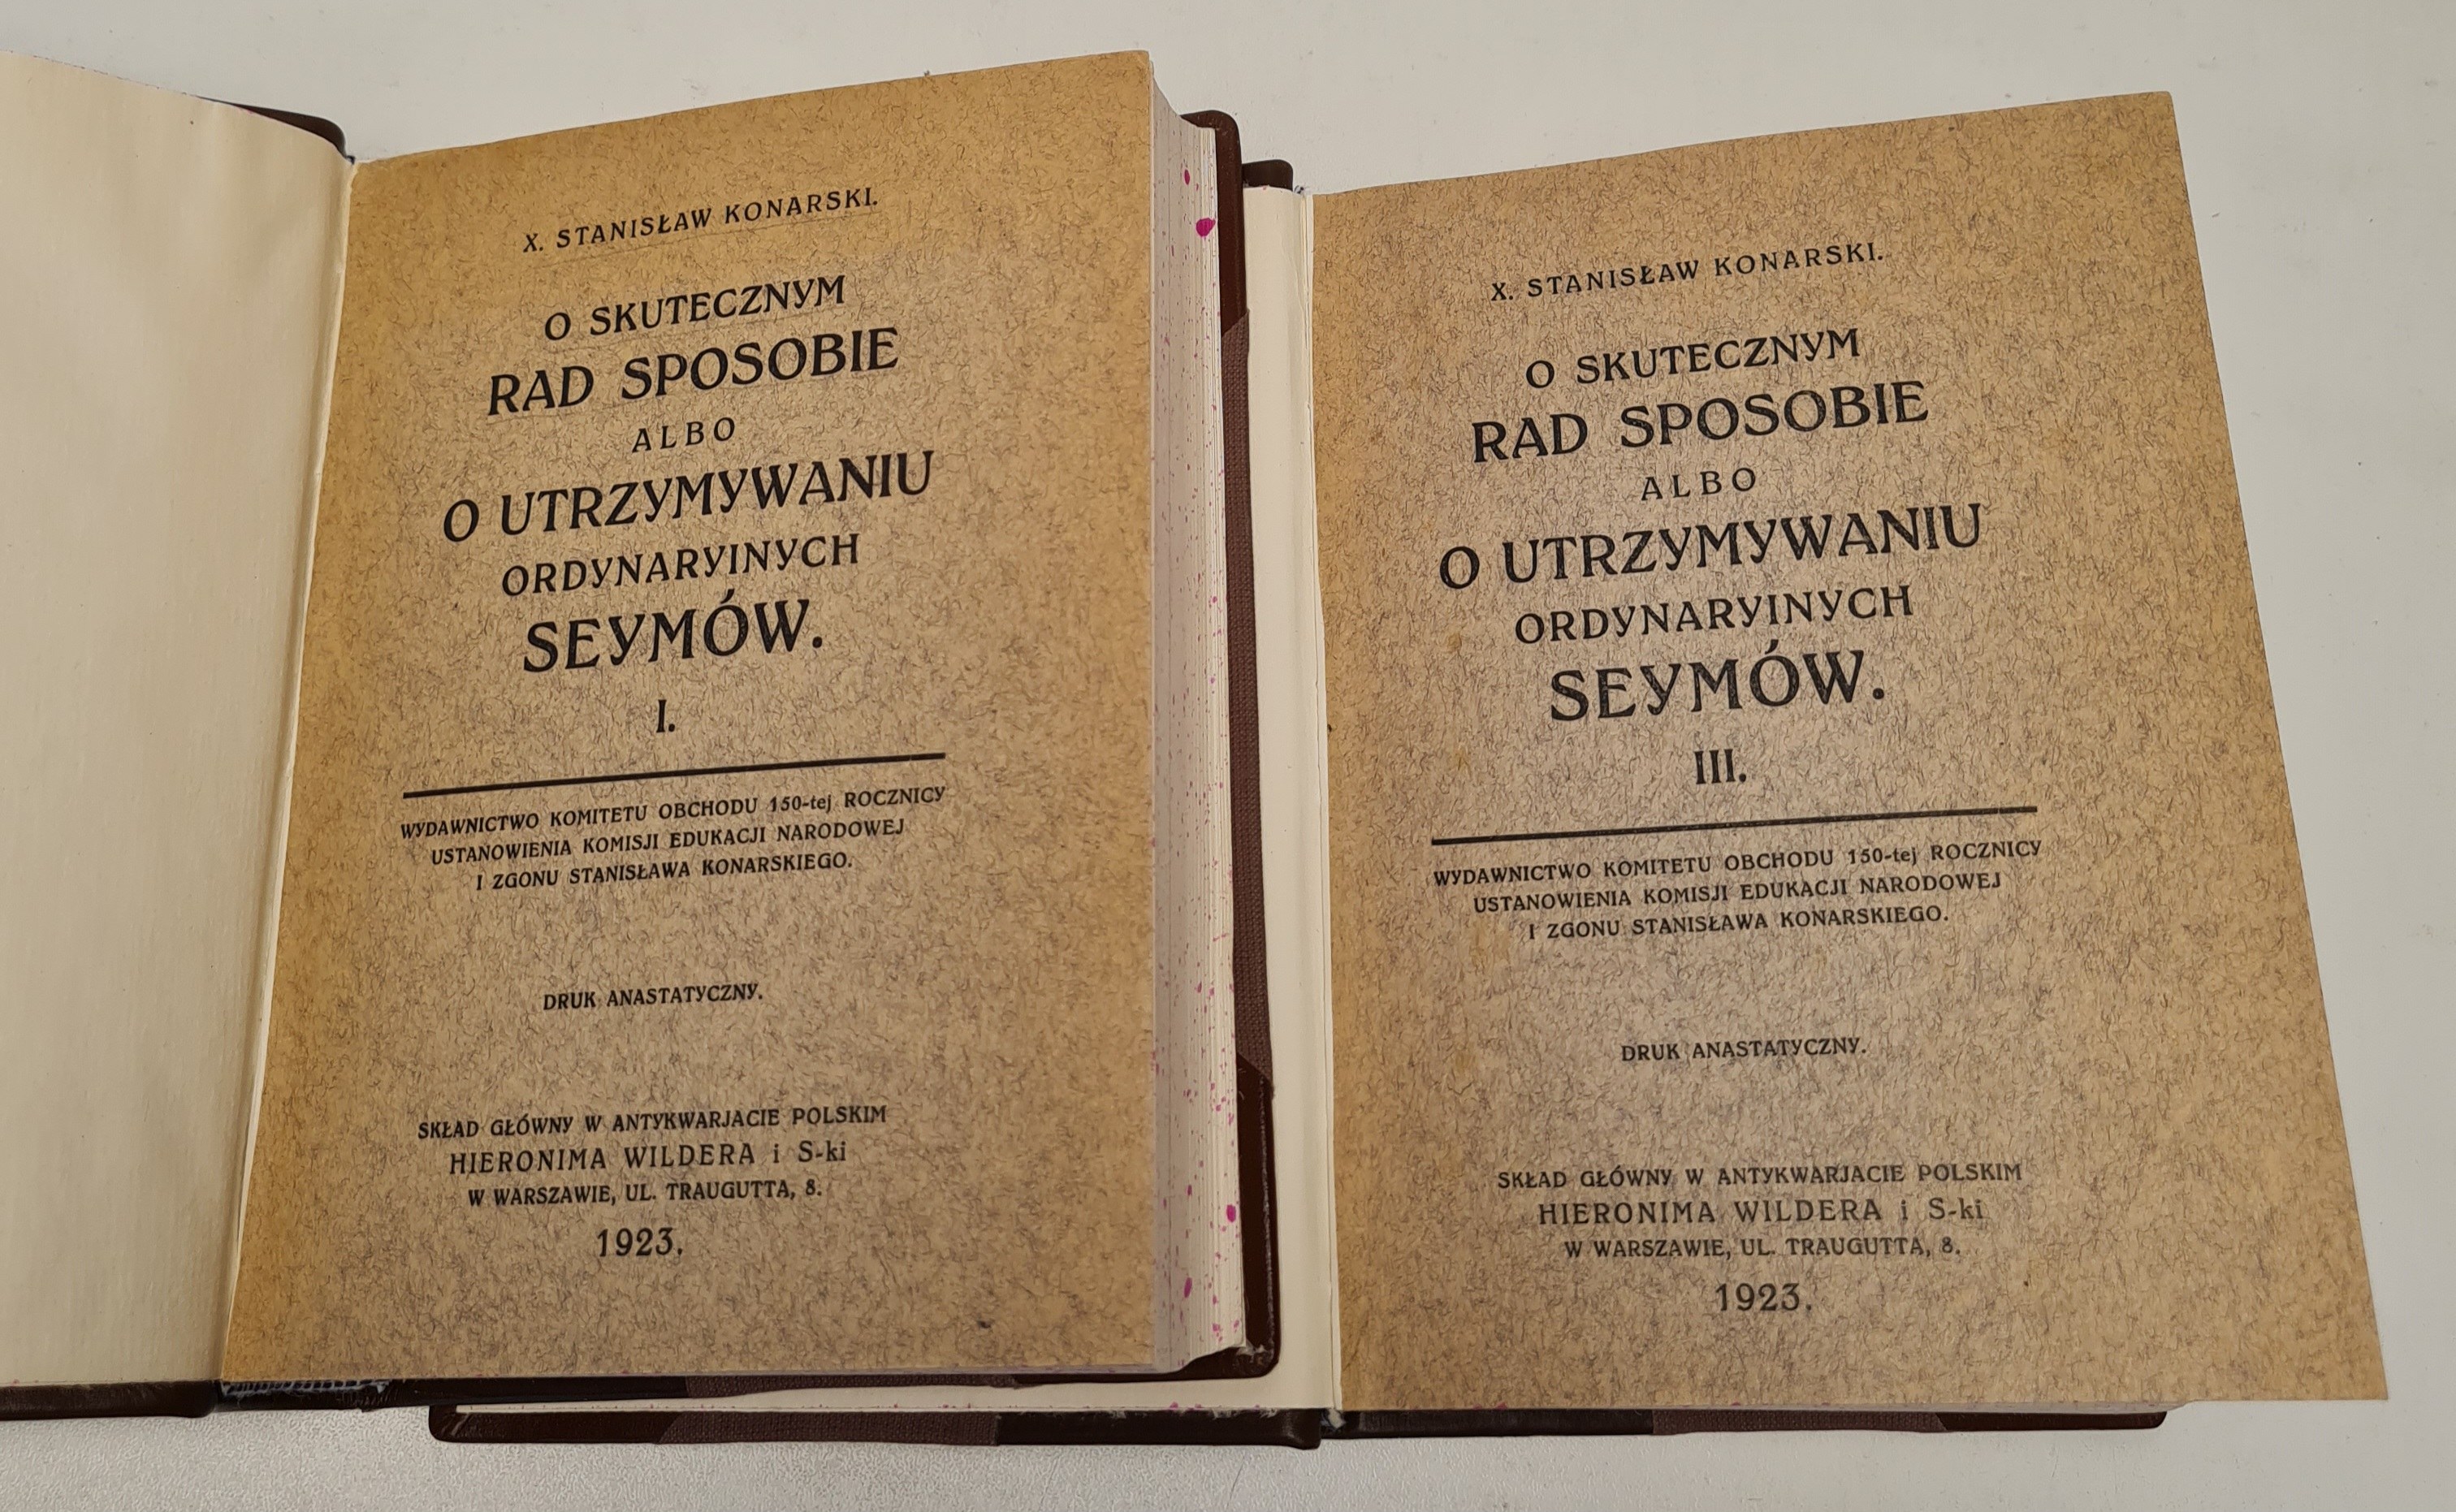 X. STANISŁAW KONARSKI.
O SKUTECZNYM
RAD SPOSOBIE
ALBO
O UTRZYMYWANIU
ORDYNARYINYCH
SEYMÓW.
I.
WYDAWNICTWO KOMITETU OBCHODU 150-tej ROCZNICY
USTANOWIENIA KOMISJI EDUKACJI NARODOWEJ
I ZGONU STANISŁAWA KONARSKIEGO.
DRUK ANASTATYCZNY.
SKŁAD GŁÓWNY W ANTYKWARJACIE POLSKIM
HIERONIMA WILDERA i S-ki
W WARSZAWIE, UL. TRAUGUTTA, 8.
1923.
X. STANISŁAW KONARSKI.
O SKUTECZNYM
RAD SPOSOBIE
ALBO
O UTRZYMYWANIU
ORDYNARYINYCH
SEYMÓW.
III.
WYDAWNICTWO KOMITETU OBCHODU 150-tej ROCZNICY
USTANOWIENIA KOMISJI EDUKACJI NARODOWEJ
I ZGONU STANISŁAWA KONARSKIEGO.
DRUK ANASTATYCZNY.
SKŁAD GŁÓWNY W ANTYKWARJACIE POLSKIM
HIERONIMA WILDERA i S-ki
W WARSZAWIE, UL. TRAUGUTTA, 8.
1923.